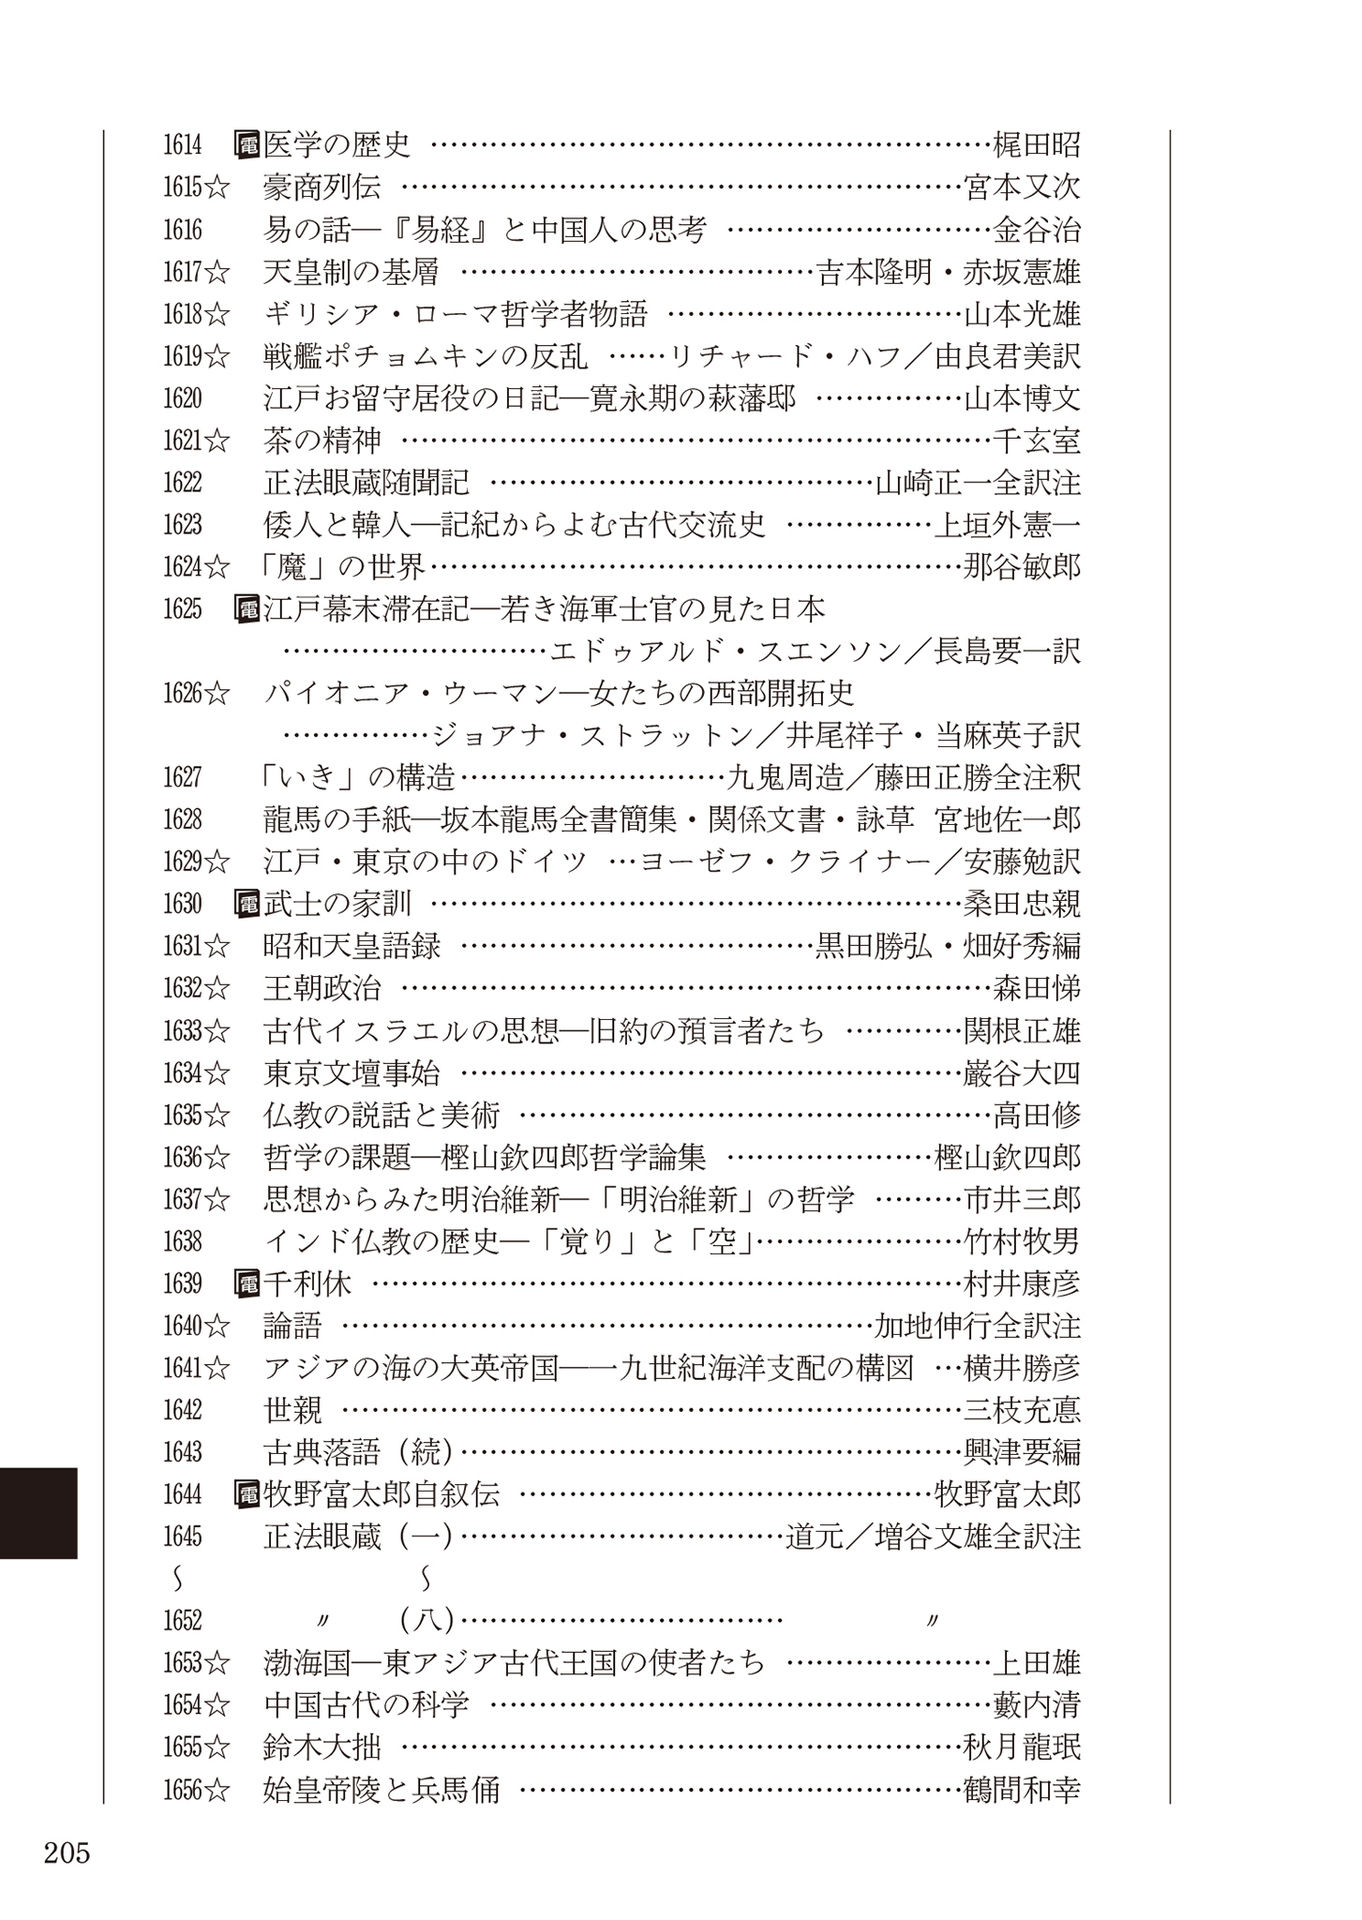 1614 電医学の歴史 ……………………………………………………梶田昭
1615☆ 豪商列伝 ……………………………………………………宮本又次
1616 易の話―『易経』と中国人の思考 ………………………金谷治
1617☆ 天皇制の基層 ………………………………吉本隆明・赤坂憲雄
1618☆ ギリシア・ローマ哲学者物語 …………………………山本光雄
1619☆ 戦艦ポチョムキンの反乱 ……リチャード・ハフ／由良君美訳
1620 江戸お留守居役の日記―寛永期の萩藩邸 ……………山本博文
1621☆ 茶の精神 ……………………………………………………千玄室
1622 正法眼蔵随聞記 …………………………………山崎正一全訳注
1623 倭人と韓人―記紀からよむ古代交流史 ……………上垣外憲一
1624☆ 「魔」の世界………………………………………………那谷敏郎
1625 電江戸幕末滞在記―若き海軍士官の見た日本
………………………エドゥアルド・スエンソン／長島要一訳
1626☆ パイオニア・ウーマン―女たちの西部開拓史
……………ジョアナ・ストラットン／井尾祥子・当麻英子訳
1627 「いき」の構造………………………九鬼周造／藤田正勝全注釈
1628 龍馬の手紙―坂本龍馬全書簡集・関係文書・詠草 宮地佐一郎
1629☆ 江戸・東京の中のドイツ …ヨーゼフ・クライナー／安藤勉訳
1630 電武士の家訓 ………………………………………………桑田忠親
1631☆ 昭和天皇語録 ………………………………黒田勝弘・畑好秀編
1632☆ 王朝政治 ……………………………………………………森田悌
1633☆ 古代イスラエルの思想―旧約の預言者たち …………関根正雄
1634☆ 東京文壇事始 ……………………………………………巌谷大四
1635☆ 仏教の説話と美術 …………………………………………高田修
1636☆ 哲学の課題―樫山欽四郎哲学論集 …………………樫山欽四郎
1637☆ 思想からみた明治維新―「明治維新」の哲学 ………市井三郎
1638 インド仏教の歴史―「覚り」と「空」…………………竹村牧男
1639 電千利休 ……………………………………………………村井康彦
1640☆ 論語 ………………………………………………加地伸行全訳注
1641☆ アジアの海の大英帝国―一九世紀海洋支配の構図 …横井勝彦
1642 世親 ………………………………………………………三枝充悳
1643 古典落語（続）……………………………………………興津要編
1644 電牧野富太郎自叙伝 ……………………………………牧野富太郎
1645 正法眼蔵（一）……………………………道元／増谷文雄全訳注
〜 〜
1652 〃 （八）…………………………… 〃
1653☆ 渤海国―東アジア古代王国の使者たち …………………上田雄
1654☆ 中国古代の科学 ……………………………………………藪内清
1655☆ 鈴木大拙 …………………………………………………秋月龍珉
1656☆ 始皇帝陵と兵馬俑 ………………………………………鶴間和幸
205